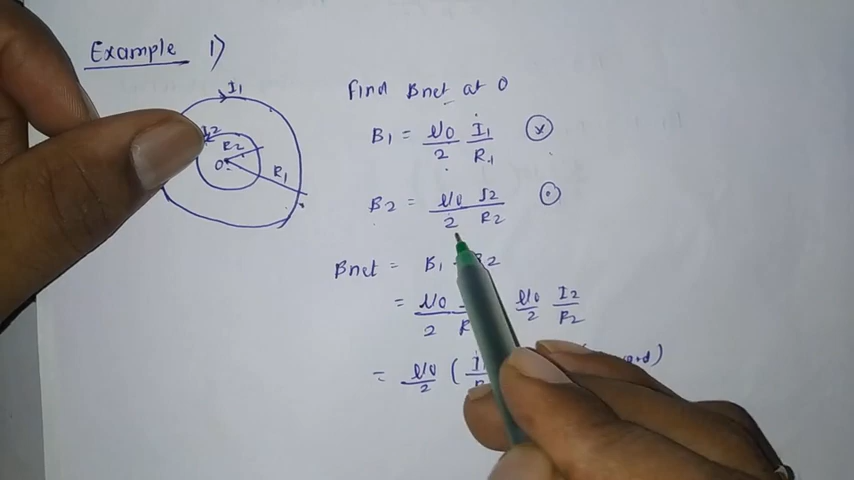 Example 1)
I1
Find Bnet at O
I2
R2
O
R1
B1 = μ0/2 I1/R1 ⊗
B2 = μ0/2 I2/R2 ⊙
Bnet = B1 B2
= μ0/2 μ0/2 I2/R2
= μ0/2 (